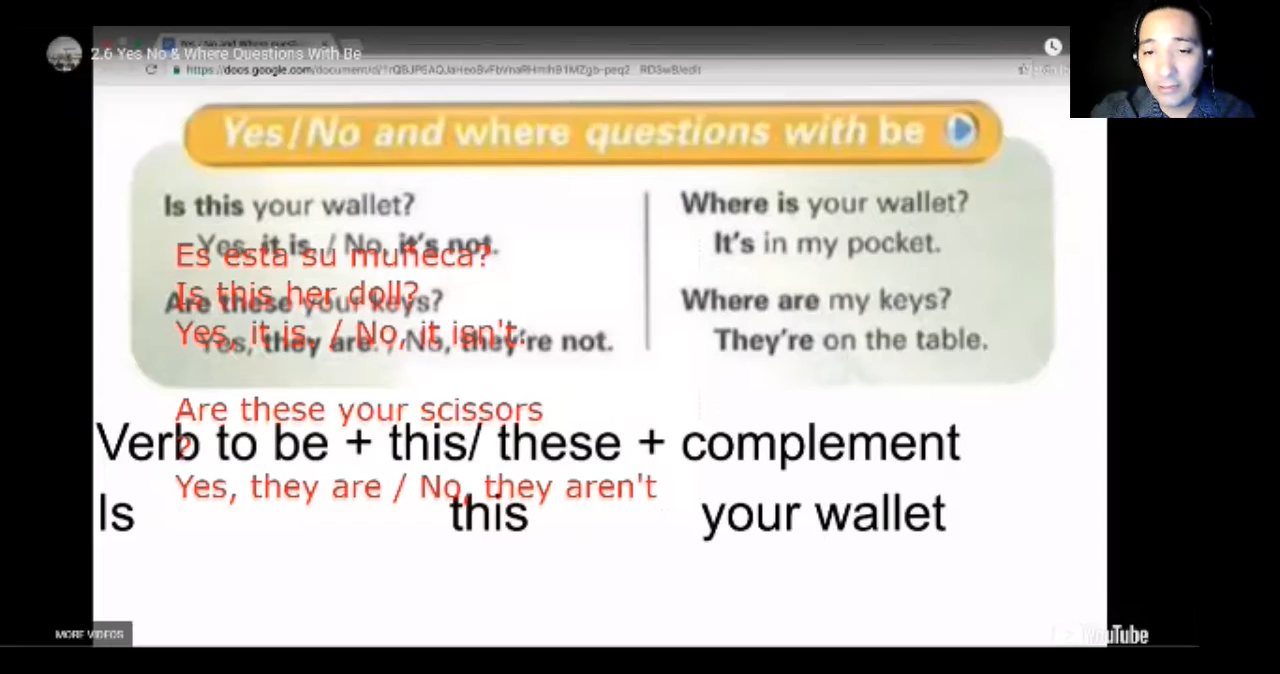 2.6 Yes No & Where Questions With Be
Yes/No and where questions with be
Is this your wallet?
Yes, it is. / No, it's not.
Are these your keys?
Yes, they are. / No, they're not.
Where is your wallet?
It's in my pocket.
Where are my keys?
They're on the table.
Es esta su muñeca?
Is this her doll?
Yes, it is, / No, it isn't.
Are these your scissors
?
Yes, they are / No, they aren't
Verb to be + this/ these + complement
Is this your wallet
MORE VIDEOS
YouTube